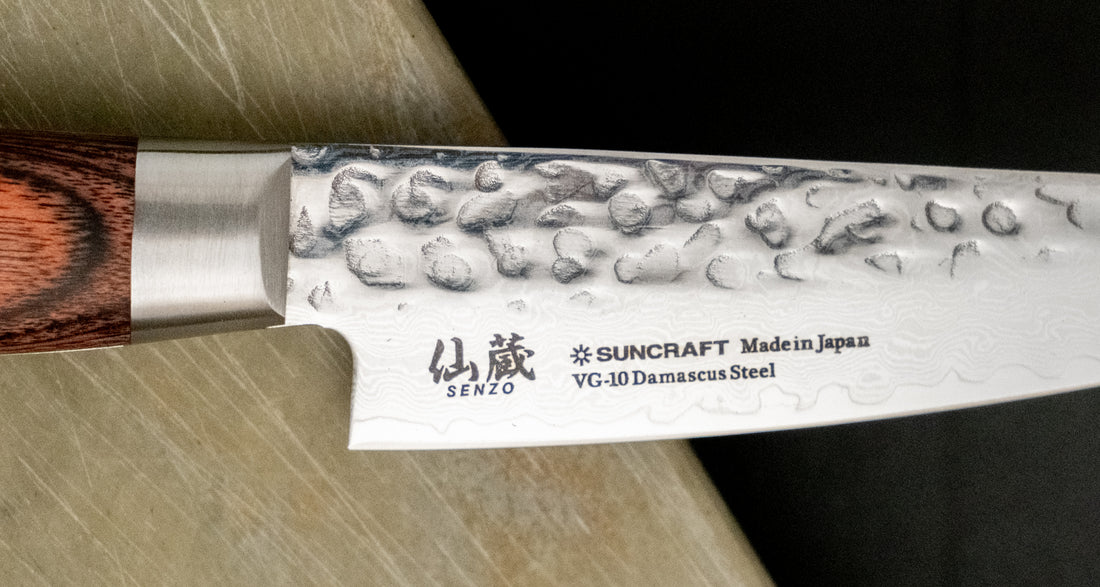 仙蔵
SENZO
SUNCRAFT Made in Japan
VG-10 Damascus Steel